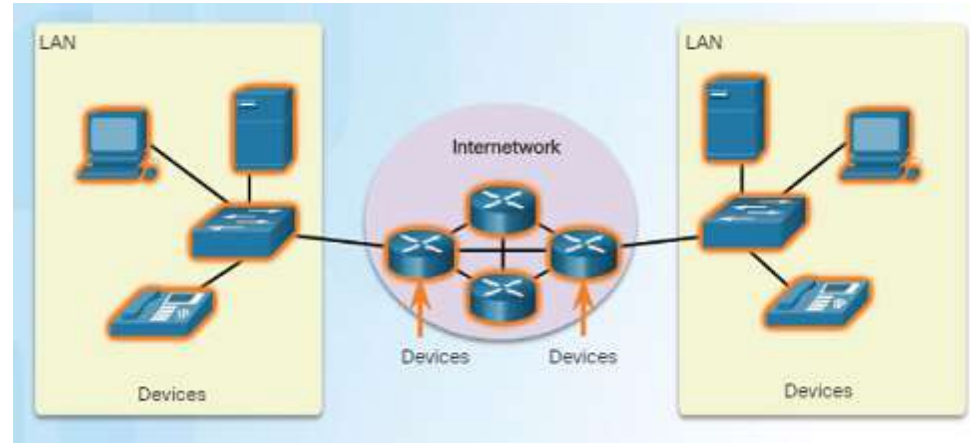 LAN
LAN
Internetwork
Devices
Devices
Devices
Devices